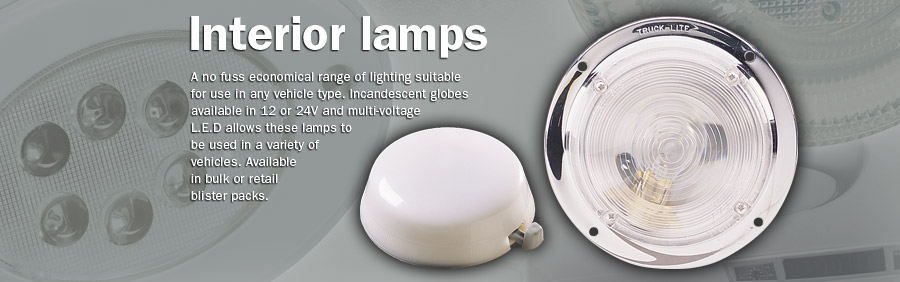 Interior lamps
A no fuss economical range of lighting suitable
for use in any vehicle type. Incandescent globes
available in 12 or 24V and multi-voltage
L.E.D allows these lamps to
be used in a variety of
vehicles. Available
in bulk or retail
blister packs.
TRUCK-LITE